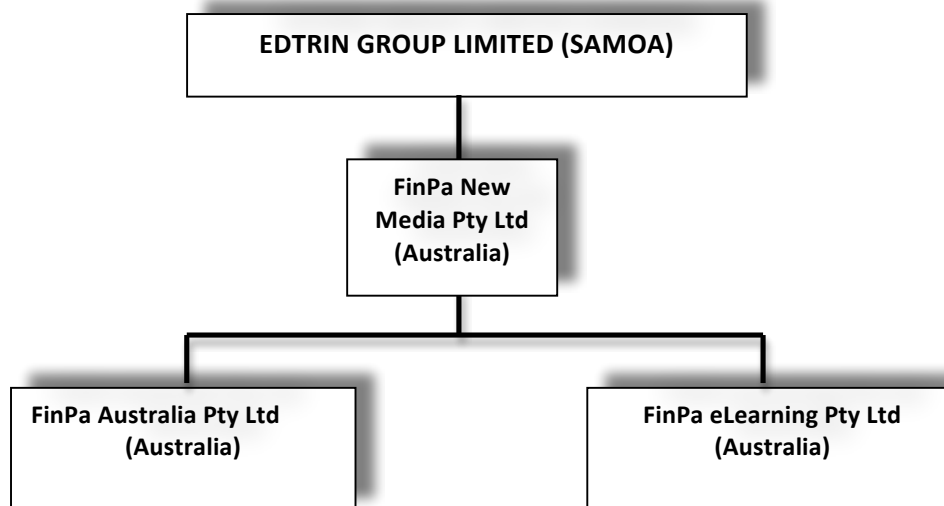 EDTRIN GROUP LIMITED (SAMOA)
FinPa New
Media Pty Ltd
(Australia)
FinPa Australia Pty Ltd
(Australia)
FinPa eLearning Pty Ltd
(Australia)